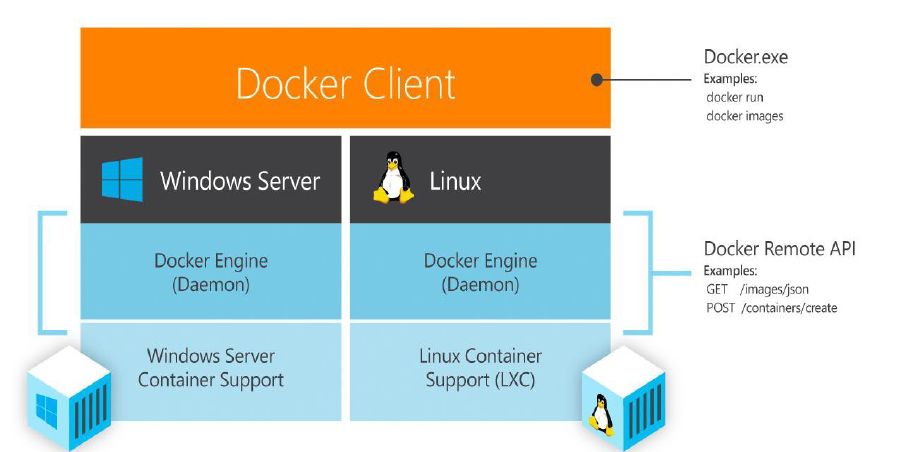 Docker Client
Docker.exe
Examples:
docker run
docker images
Windows Server
Linux
Docker Engine
(Daemon)
Docker Engine
(Daemon)
Docker Remote API
Examples:
GET /images/json
POST /containers/create
Windows Server
Container Support
Linux Container
Support (LXC)